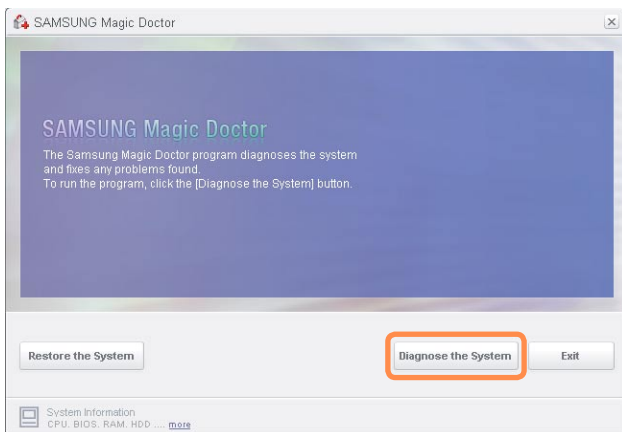 SAMSUNG Magic Doctor
SAMSUNG Magic Doctor
The Samsung Magic Doctor program diagnoses the system
and fixes any problems found.
To run the program, click the [Diagnose the System] button.
Restore the System
Diagnose the System
Exit
System Information
CPU. BIOS. RAM. HDD .... more